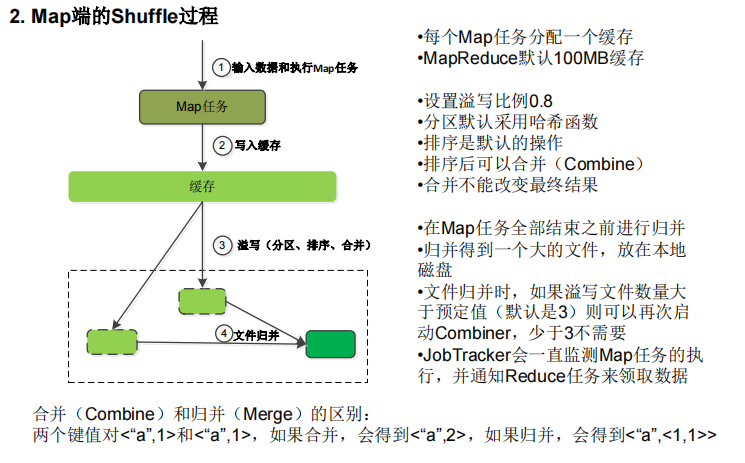 2. Map端的Shuffle过程
①输入数据和执行Map任务
Map任务
②写入缓存
缓存
③溢写（分区、排序、合并）
④文件归并
•每个Map任务分配一个缓存
•MapReduce默认100MB缓存
•设置溢写比例0.8
•分区默认采用哈希函数
•排序是默认的操作
•排序后可以合并（Combine）
•合并不能改变最终结果
•在Map任务全部结束之前进行归并
•归并得到一个大的文件，放在本地
磁盘
•文件归并时，如果溢写文件数量大
于预定值（默认是3）则可以再次启
动Combiner，少于3不需要
•JobTracker会一直监测Map任务的执
行，并通知Reduce任务来领取数据
合并（Combine）和归并（Merge）的区别：
两个键值对<“a”,1>和<“a”,1>，如果合并，会得到<“a”,2>，如果归并，会得到<“a”,<1,1>>